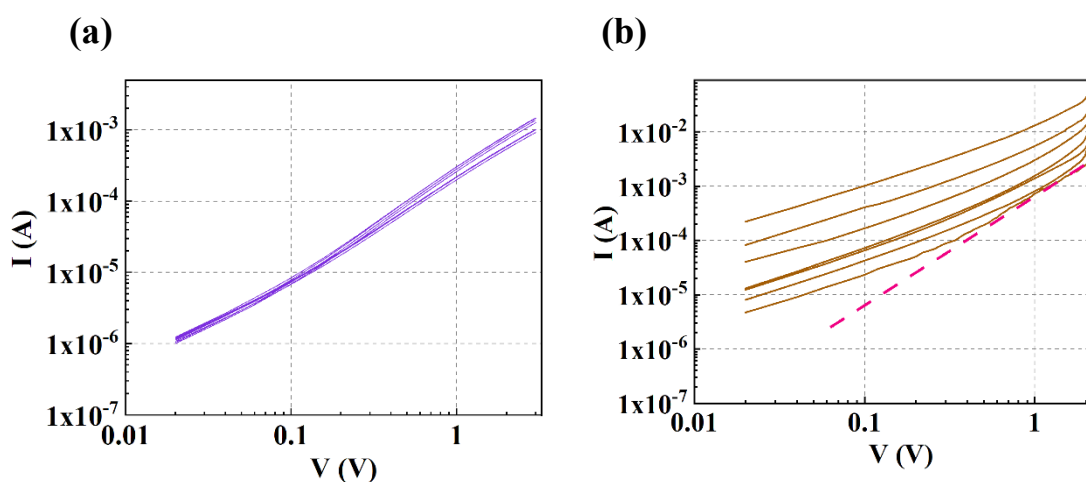 (a)
(b)
I (A)
1x10⁻³
1x10⁻⁴
1x10⁻⁵
1x10⁻⁶
1x10⁻⁷
0.01
0.1
1
V (V)
I (A)
1x10⁻²
1x10⁻³
1x10⁻⁴
1x10⁻⁵
1x10⁻⁶
1x10⁻⁷
0.01
0.1
1
V (V)